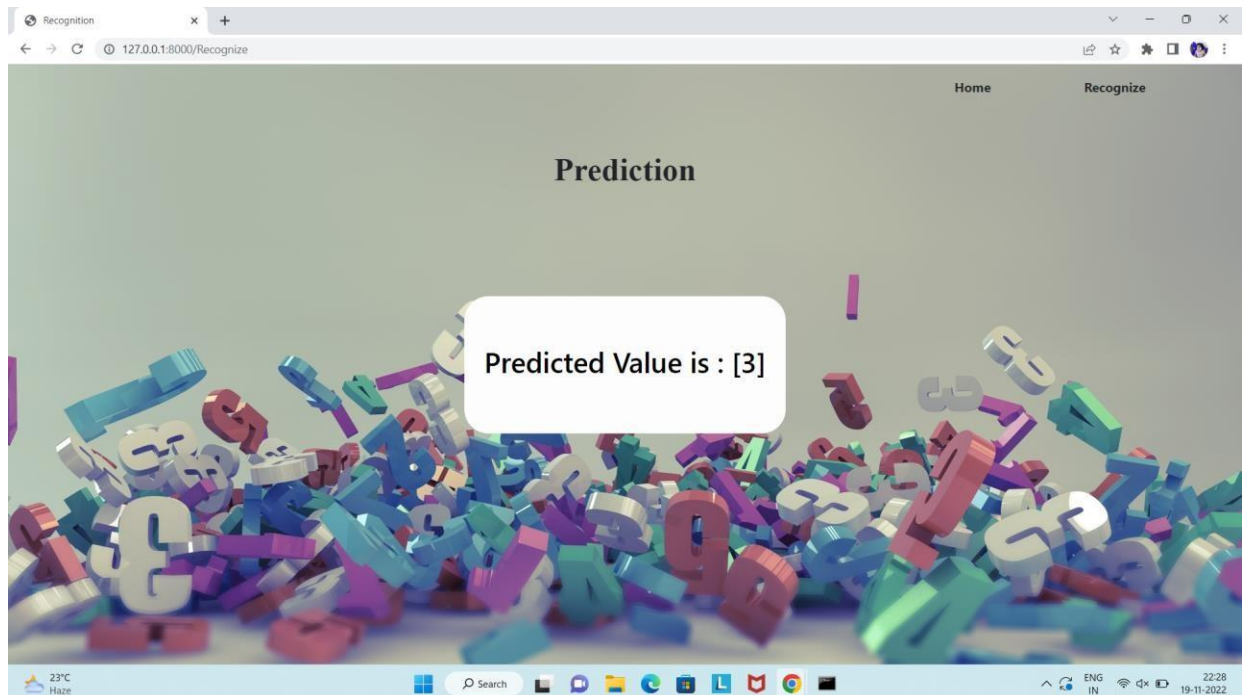 Recognition
127.0.0.1:8000/Recognize
Home Recognize
Prediction
Predicted Value is : [3]
23°C
Haze
Search
ENG
IN
22:28
19-11-2022